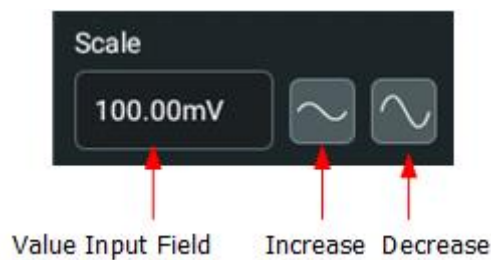 Scale
100.00mV
Value Input Field
Increase
Decrease